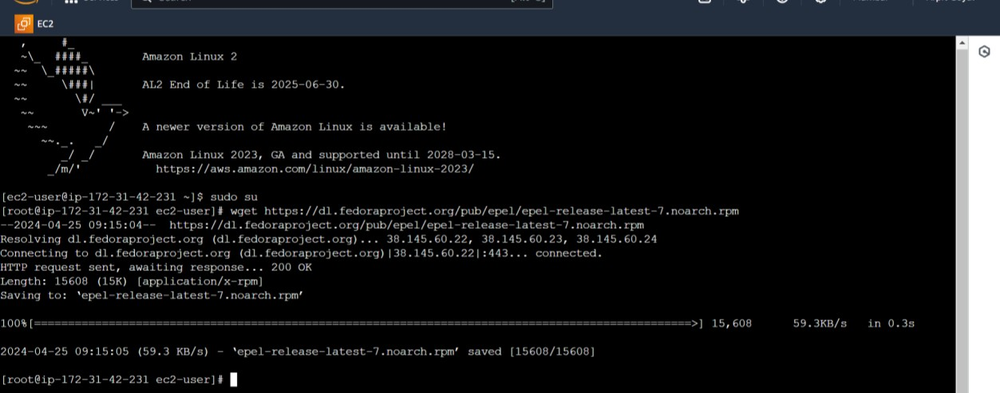 EC2
,     #_
~\_  ####_        Amazon Linux 2
~~  \_#####\
~~     \###|       AL2 End of Life is 2025-06-30.
~~       \#/ ___
~~       V~' '->
~~~         /    A newer version of Amazon Linux is available!
~~._.   _/
_/ _/       Amazon Linux 2023, GA and supported until 2028-03-15.
_/m/'           https://aws.amazon.com/linux/amazon-linux-2023/
[ec2-user@ip-172-31-42-231 ~]$ sudo su
[root@ip-172-31-42-231 ec2-user]# wget https://dl.fedoraproject.org/pub/epel/epel-release-latest-7.noarch.rpm
--2024-04-25 09:15:04--  https://dl.fedoraproject.org/pub/epel/epel-release-latest-7.noarch.rpm
Resolving dl.fedoraproject.org (dl.fedoraproject.org)... 38.145.60.22, 38.145.60.23, 38.145.60.24
Connecting to dl.fedoraproject.org (dl.fedoraproject.org)|38.145.60.22|:443... connected.
HTTP request sent, awaiting response... 200 OK
Length: 15608 (15K) [application/x-rpm]
Saving to: ‘epel-release-latest-7.noarch.rpm’
100%[=================================================================================================>] 15,608      59.3KB/s   in 0.3s
2024-04-25 09:15:05 (59.3 KB/s) - ‘epel-release-latest-7.noarch.rpm’ saved [15608/15608]
[root@ip-172-31-42-231 ec2-user]#